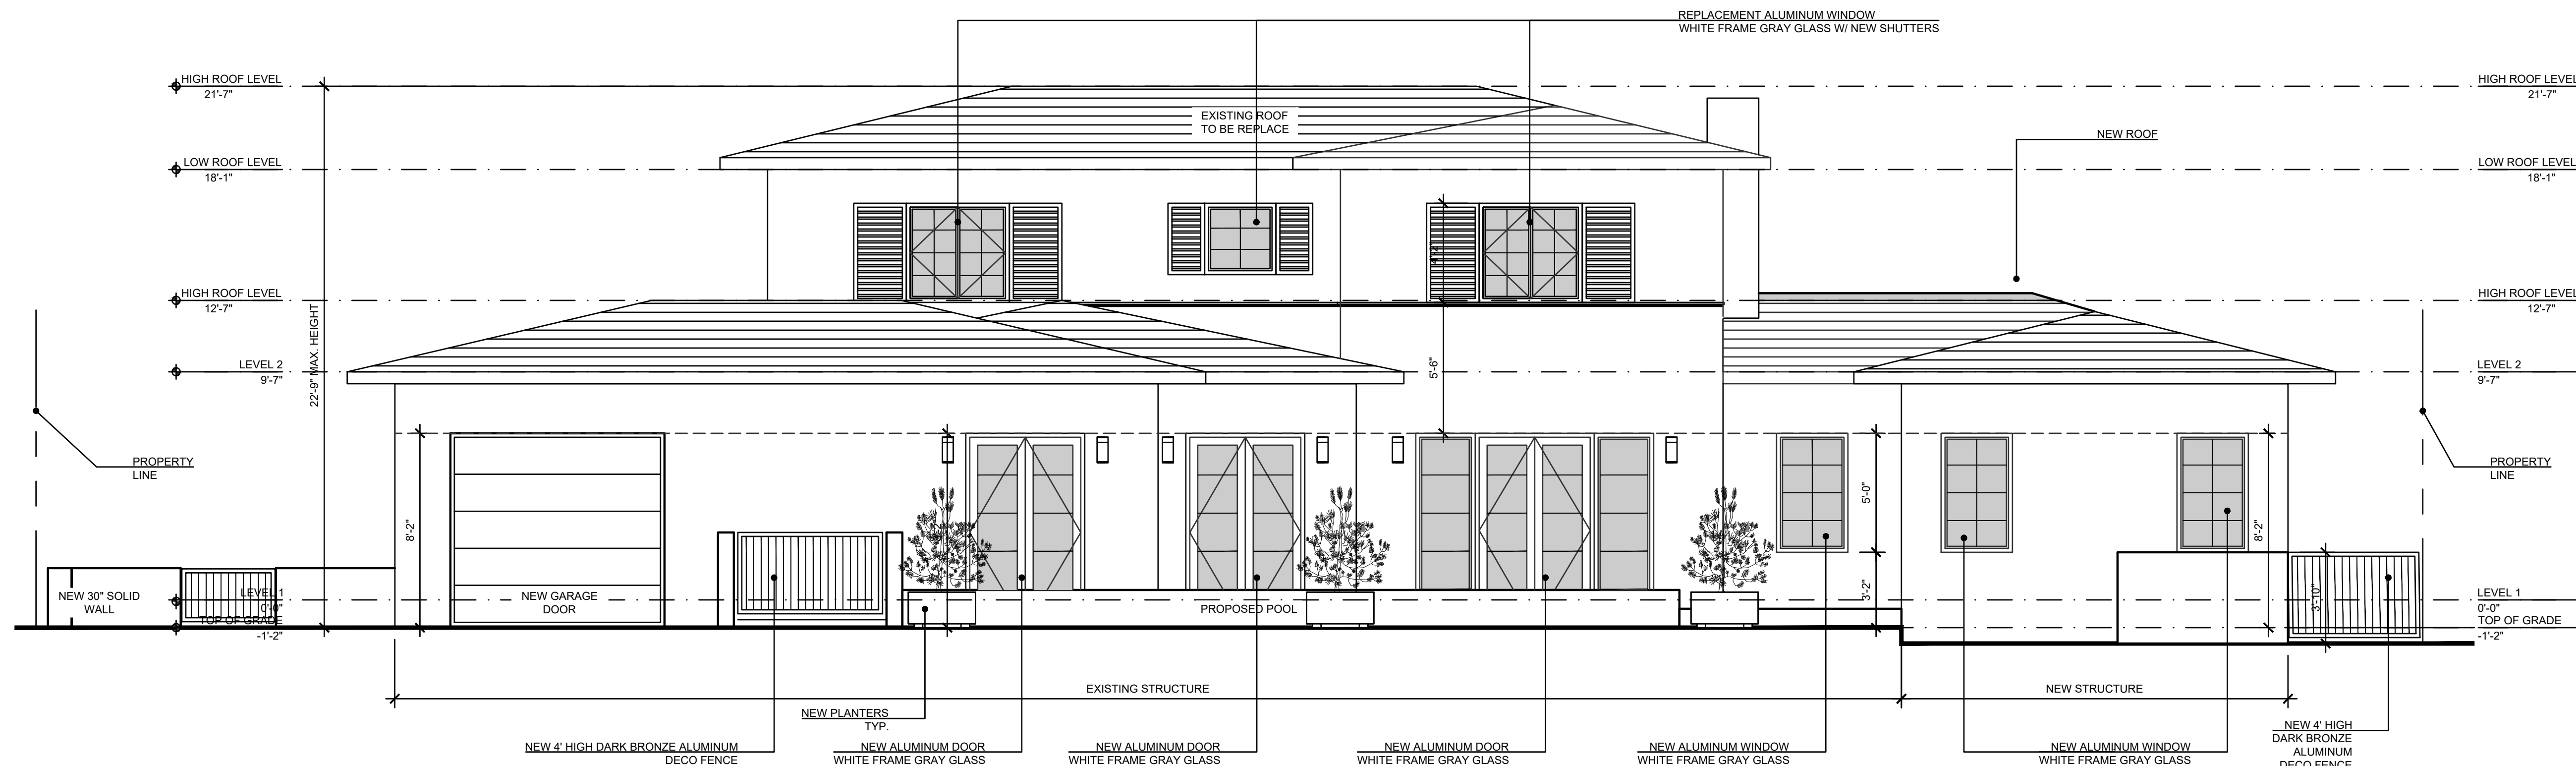 REPLACEMENT ALUMINUM WINDOW
WHITE FRAME GRAY GLASS W/ NEW SHUTTERS
HIGH ROOF LEVEL
21'-7"
HIGH ROOF LEVEL
21'-7"
EXISTING ROOF
TO BE REPLACE
NEW ROOF
LOW ROOF LEVEL
18'-1"
LOW ROOF LEVEL
18'-1"
4'-2"
HIGH ROOF LEVEL
12'-7"
HIGH ROOF LEVEL
12'-7"
22'-9" MAX. HEIGHT
LEVEL 2
9'-7"
5'-6"
LEVEL 2
9'-7"
PROPERTY
LINE
PROPERTY
LINE
8'-2"
5'-0"
8'-2"
NEW 30" SOLID
WALL
LEVEL 1
0'-0"
TOP OF GRADE
-1'-2"
NEW GARAGE
DOOR
PROPOSED POOL
3'-2"
3'-10"
LEVEL 1
0'-0"
TOP OF GRADE
-1'-2"
EXISTING STRUCTURE
NEW STRUCTURE
NEW PLANTERS
TYP.
NEW 4' HIGH DARK BRONZE ALUMINUM
DECO FENCE
NEW ALUMINUM DOOR
WHITE FRAME GRAY GLASS
NEW ALUMINUM DOOR
WHITE FRAME GRAY GLASS
NEW ALUMINUM DOOR
WHITE FRAME GRAY GLASS
NEW ALUMINUM WINDOW
WHITE FRAME GRAY GLASS
NEW ALUMINUM WINDOW
WHITE FRAME GRAY GLASS
NEW 4' HIGH
DARK BRONZE
ALUMINUM
DECO FENCE